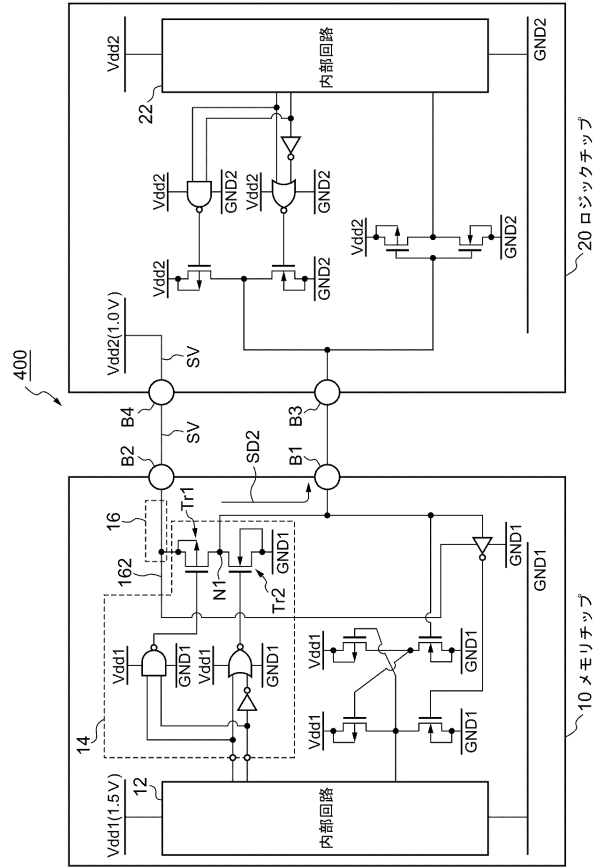 400
Vdd1(1.5V)
12
内部回路
14
Vdd1
GND1
Vdd1
GND1
162
16
Tr1
N1
Tr2
GND1
SD2
B2
B1
Vdd1
GND1
Vdd1
GND1
GND1
GND1
10 メモリチップ
SV
B4
B3
SV
Vdd2(1.0V)
Vdd2
GND2
Vdd2
GND2
Vdd2
GND2
Vdd2
GND2
22
内部回路
Vdd2
GND2
20 ロジックチップ